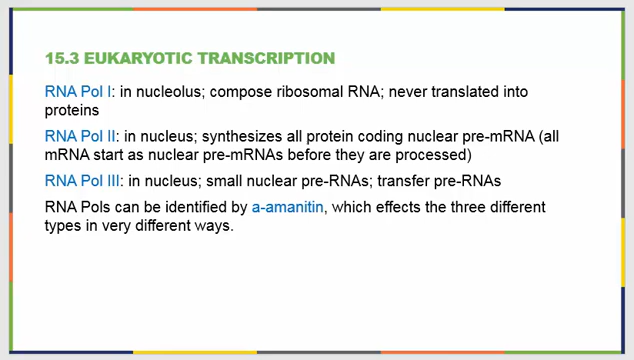 15.3 EUKARYOTIC TRANSCRIPTION
RNA Pol I: in nucleolus; compose ribosomal RNA; never translated into
proteins
RNA Pol II: in nucleus; synthesizes all protein coding nuclear pre-mRNA (all
mRNA start as nuclear pre-mRNAs before they are processed)
RNA Pol III: in nucleus; small nuclear pre-RNAs; transfer pre-RNAs
RNA Pols can be identified by a-amanitin, which effects the three different
types in very different ways.